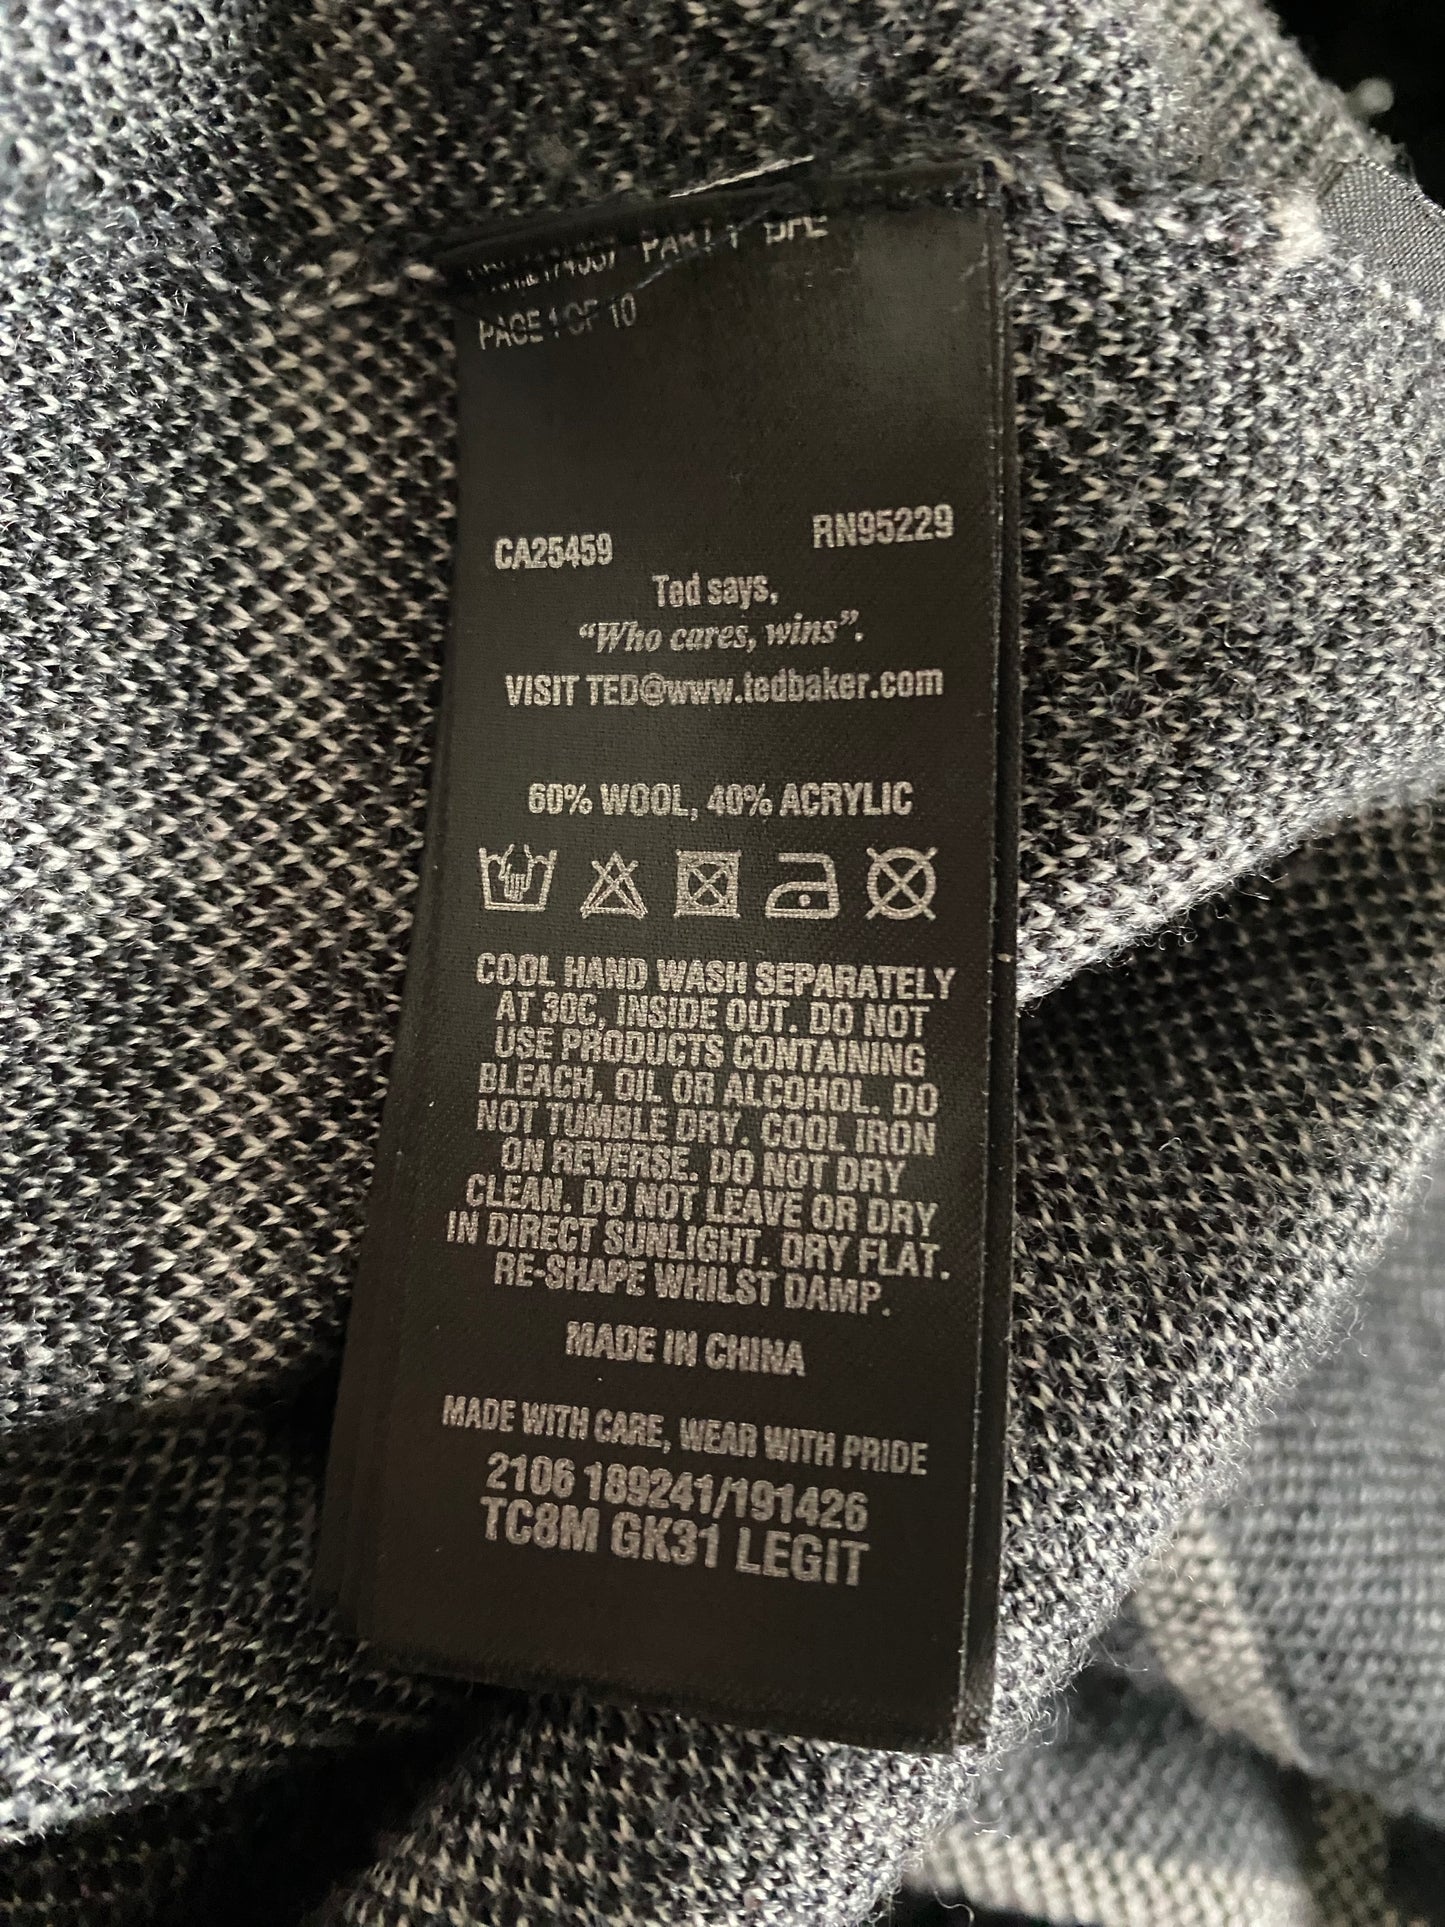 PART 1 DPL
PAGE 1 OF 10
CA25459 RN95229
Ted says,
“Who cares, wins”.
VISIT TED@www.tedbaker.com
60% WOOL, 40% ACRYLIC
COOL HAND WASH SEPARATELY
AT 30C, INSIDE OUT. DO NOT
USE PRODUCTS CONTAINING
BLEACH, OIL OR ALCOHOL. DO
NOT TUMBLE DRY. COOL IRON
ON REVERSE. DO NOT DRY
CLEAN. DO NOT LEAVE OR DRY
IN DIRECT SUNLIGHT. DRY FLAT.
RE-SHAPE WHILST DAMP.
MADE IN CHINA
MADE WITH CARE, WEAR WITH PRIDE
2106 189241/191426
TC8M GK31 LEGIT